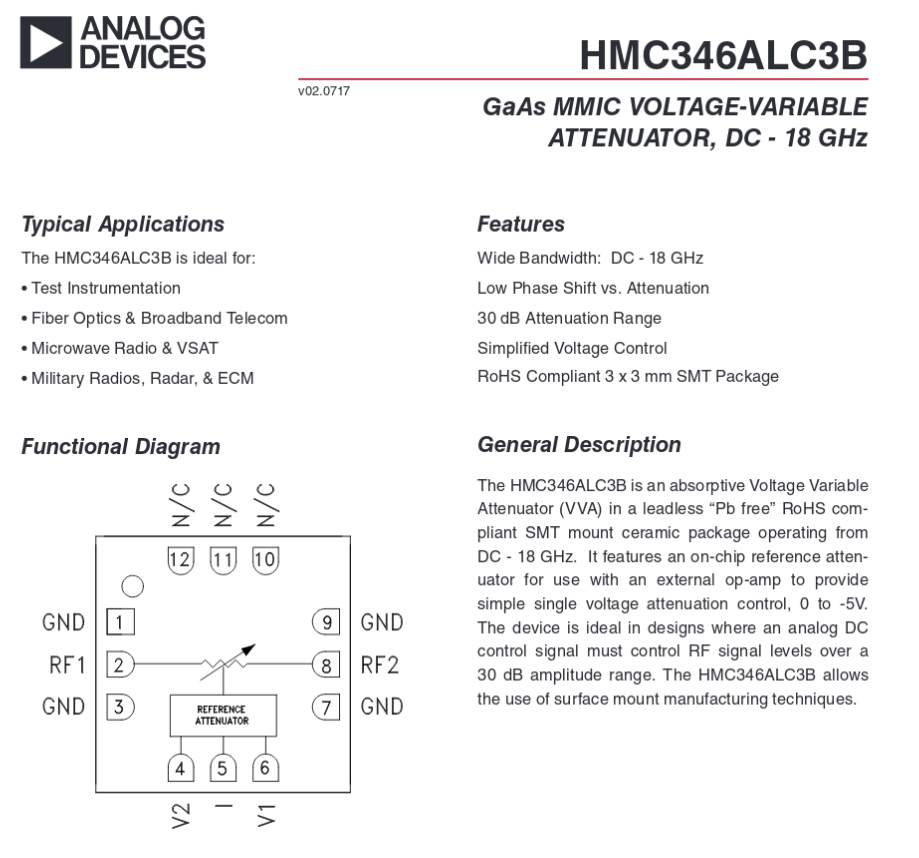 ANALOG
DEVICES
HMC346ALC3B
v02.0717
GaAs MMIC VOLTAGE-VARIABLE
ATTENUATOR, DC - 18 GHz
Typical Applications
The HMC346ALC3B is ideal for:
• Test Instrumentation
• Fiber Optics & Broadband Telecom
• Microwave Radio & VSAT
• Military Radios, Radar, & ECM
Features
Wide Bandwidth: DC - 18 GHz
Low Phase Shift vs. Attenuation
30 dB Attenuation Range
Simplified Voltage Control
RoHS Compliant 3 x 3 mm SMT Package
Functional Diagram
N/C N/C N/C
12 11 10
GND 1 9 GND
RF1 2 8 RF2
GND 3 7 GND
REFERENCE
ATTENUATOR
4 5 6
V2 I V1
General Description
The HMC346ALC3B is an absorptive Voltage Variable
Attenuator (VVA) in a leadless “Pb free” RoHS com-
pliant SMT mount ceramic package operating from
DC - 18 GHz. It features an on-chip reference atten-
uator for use with an external op-amp to provide
simple single voltage attenuation control, 0 to -5V.
The device is ideal in designs where an analog DC
control signal must control RF signal levels over a
30 dB amplitude range. The HMC346ALC3B allows
the use of surface mount manufacturing techniques.